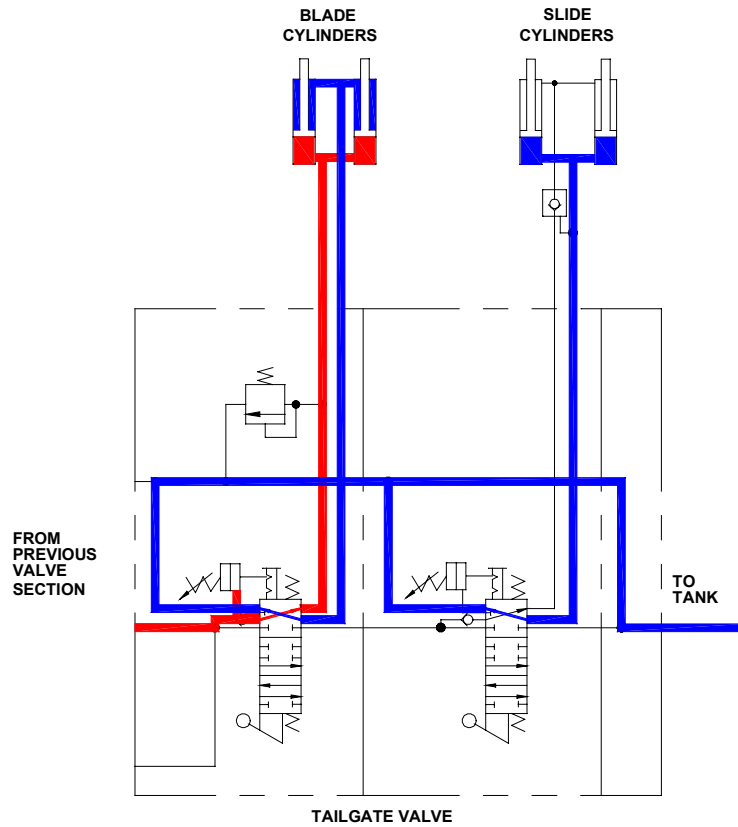 BLADE
CYLINDERS
SLIDE
CYLINDERS
FROM
PREVIOUS
VALVE
SECTION
TO
TANK
TAILGATE VALVE